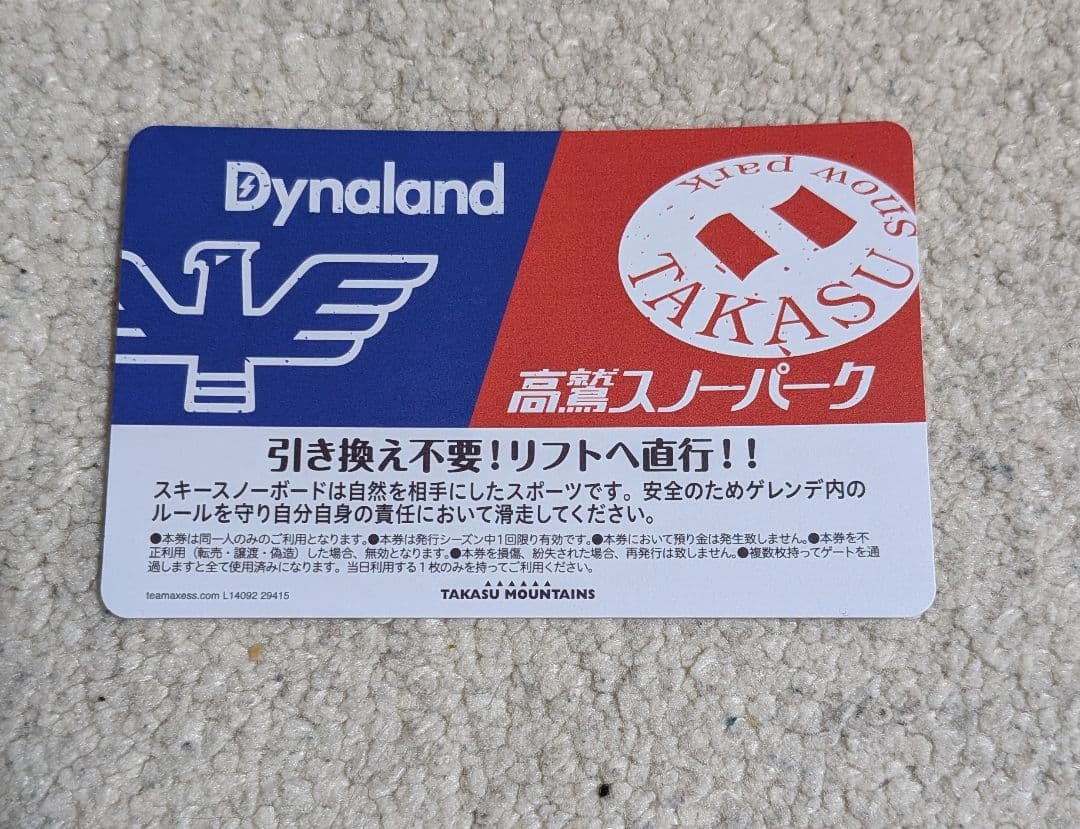 Dynaland
snow park
TAKASU
高鷲スノーパーク
引き換え不要!リフトへ直行!!
スキースノーボードは自然を相手にしたスポーツです。安全のためゲレンデ内の
ルールを守り自分自身の責任において滑走してください。
●本券は同一人のみのご利用となります。●本券は発行シーズン中1回限り有効です。●本券において預り金は発生致しません。●本券を不
正利用(転売・譲渡・偽造)した場合、無効となります。●本券を損傷、紛失された場合、再発行は致しません。●複数枚持ってゲートを通
過しますと全て使用済みになります。当日利用する1枚のみを持ってご利用ください。
teamaxess.com L14092 29415
TAKASU MOUNTAINS